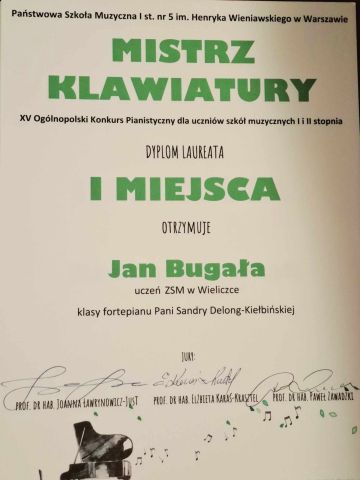 Państwowa Szkoła Muzyczna I st. nr 5 im. Henryka Wieniawskiego w Warszawie
MISTRZ
KLAWIATURY
XV Ogólnopolski Konkurs Pianistyczny dla uczniów szkół muzycznych I i II stopnia
DYPLOM LAUREATA
I MIEJSCA
OTRZYMUJE
Jan Bugała
uczeń ZSM w Wieliczce
klasy fortepianu Pani Sandry Delong-Kiełbińskiej
JURY:
PROF. DR HAB. JOANNA ŁAWRYNOWICZ-JUST PROF. DR HAB. ELŻBIETA KARAŚ-KRASZTEL PROF. DR HAB. PAWEŁ ZAWADZKI